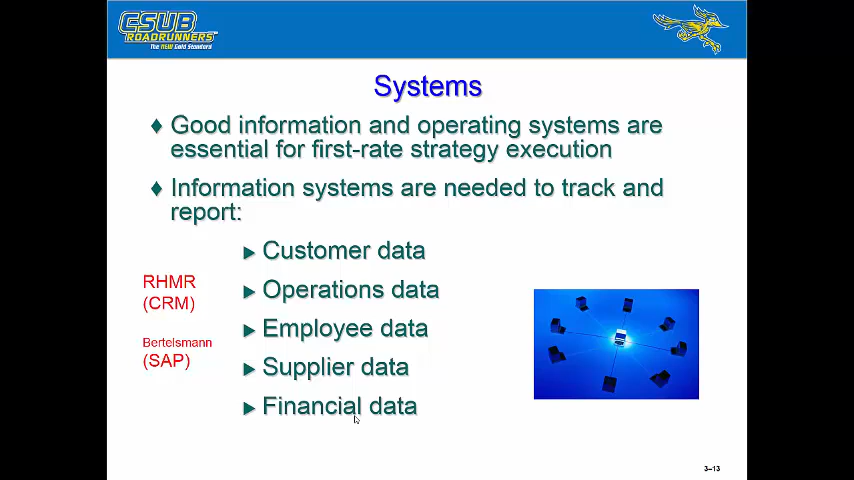 CSUB
ROADRUNNERS
The NEW Gold Standard
Systems
♦ Good information and operating systems are
essential for first-rate strategy execution
♦ Information systems are needed to track and
report:
▶ Customer data
▶ Operations data
▶ Employee data
▶ Supplier data
▶ Financial data
RHMR
(CRM)
Bertelsmann
(SAP)
3–13